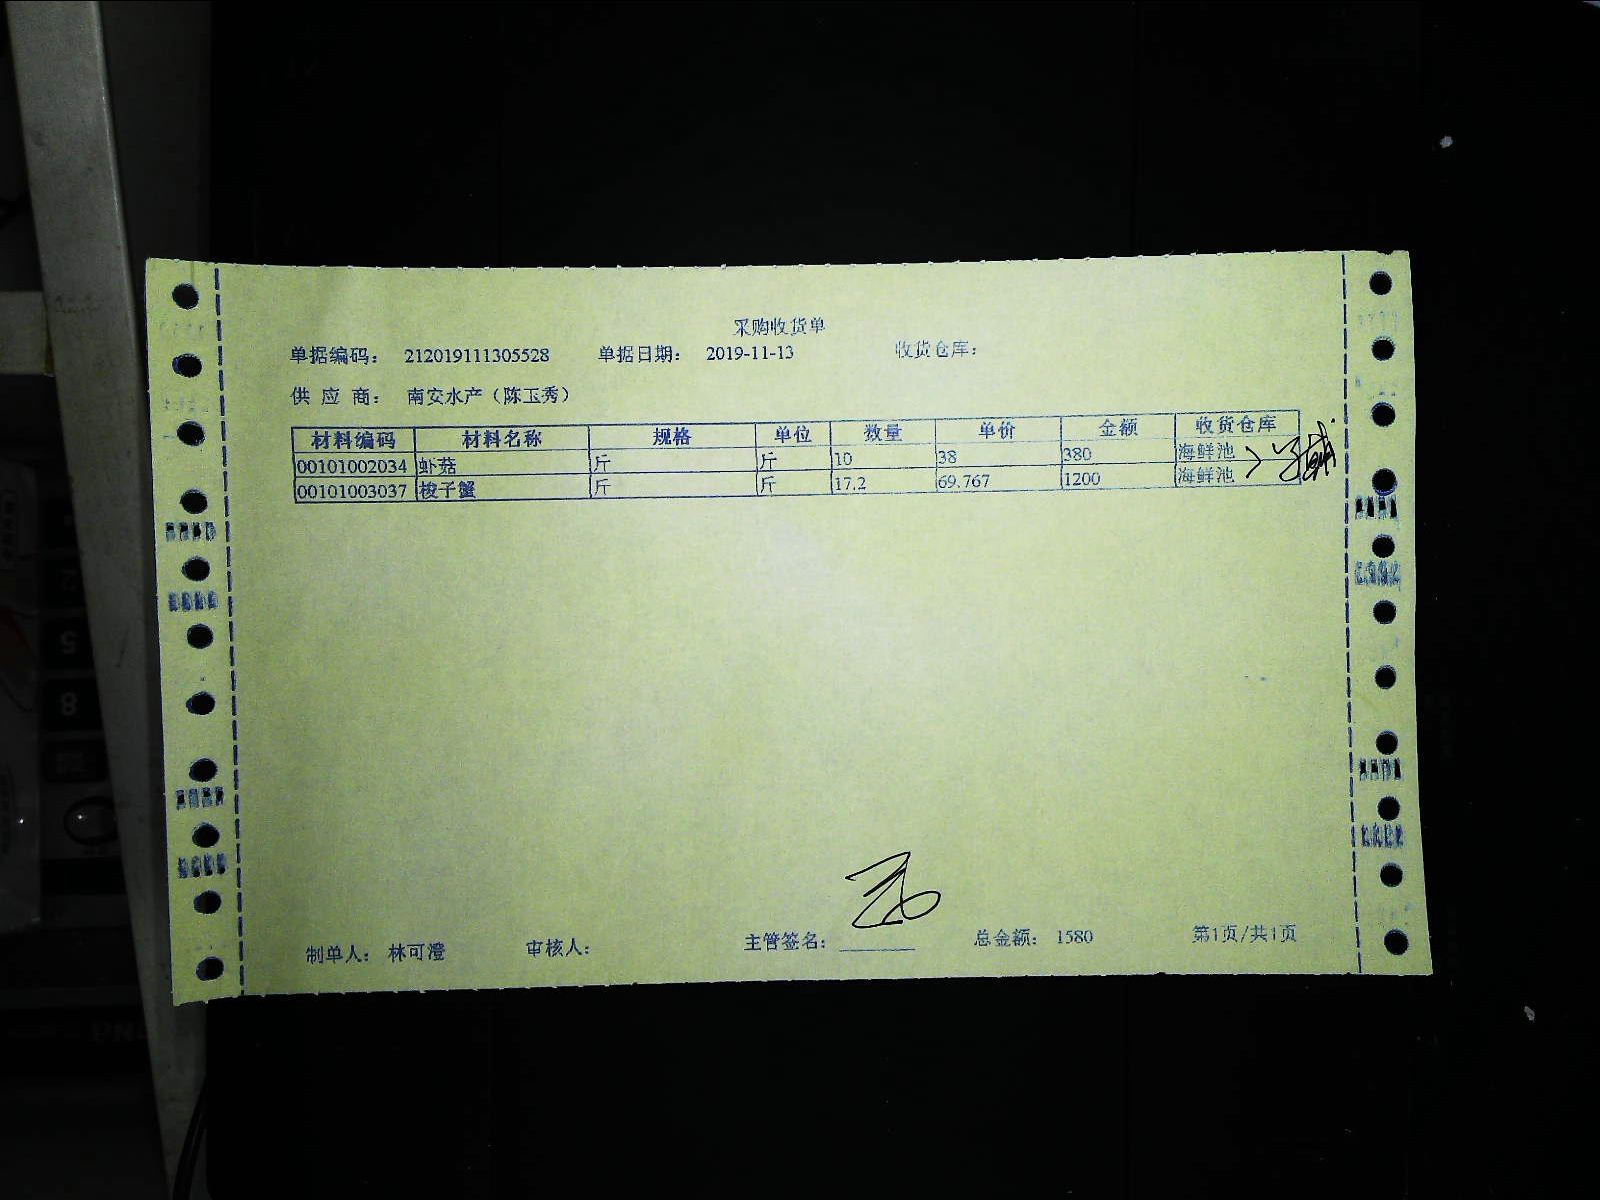 采购收货单
单据编码： 212019111305528 单据日期： 2019-11-13 收货仓库：
供 应 商： 南安水产（陈玉秀）
材料编码 材料名称 规格 单位 数量 单价 金额 收货仓库
00101002034 虾菇 斤 斤 10 38 380 海鲜池
00101003037 梭子蟹 斤 斤 17.2 69.767 1200 海鲜池
制单人： 林可澄 审核人： 主管签名： 总金额： 1580 第1页/共1页